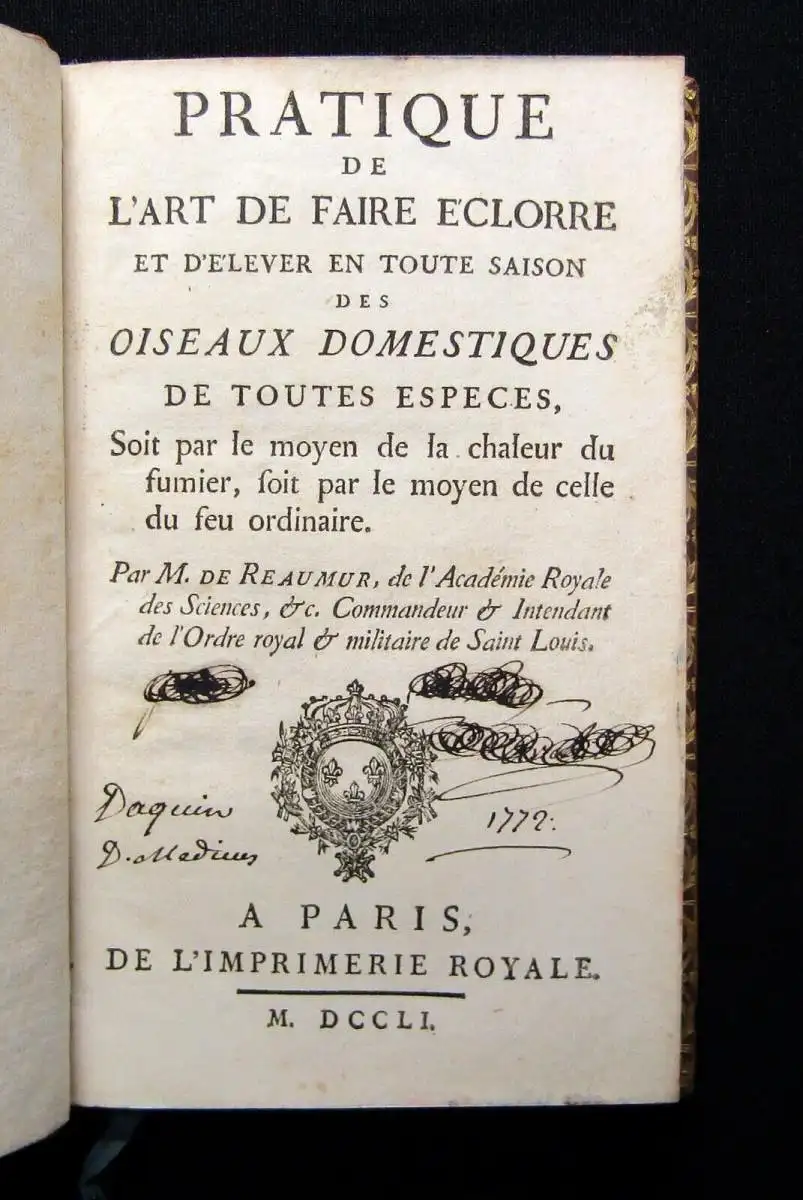 PRATIQUE
DE
L'ART DE FAIRE E'CLORRE
ET D'E'LEVER EN TOUTE SAISON
DES
OISEAUX DOMESTIQUES
DE TOUTES ESPECES,
Soit par le moyen de la chaleur du
fumier, ſoit par le moyen de celle
du feu ordinaire.
Par M. DE REAUMUR, de l'Académie Royale
des Sciences, &c. Commandeur & Intendant
de l'Ordre royal & militaire de Saint Louis.
Daquin
D. Medicus
1772.
A PARIS,
DE L'IMPRIMERIE ROYALE.
M. DCCLI.